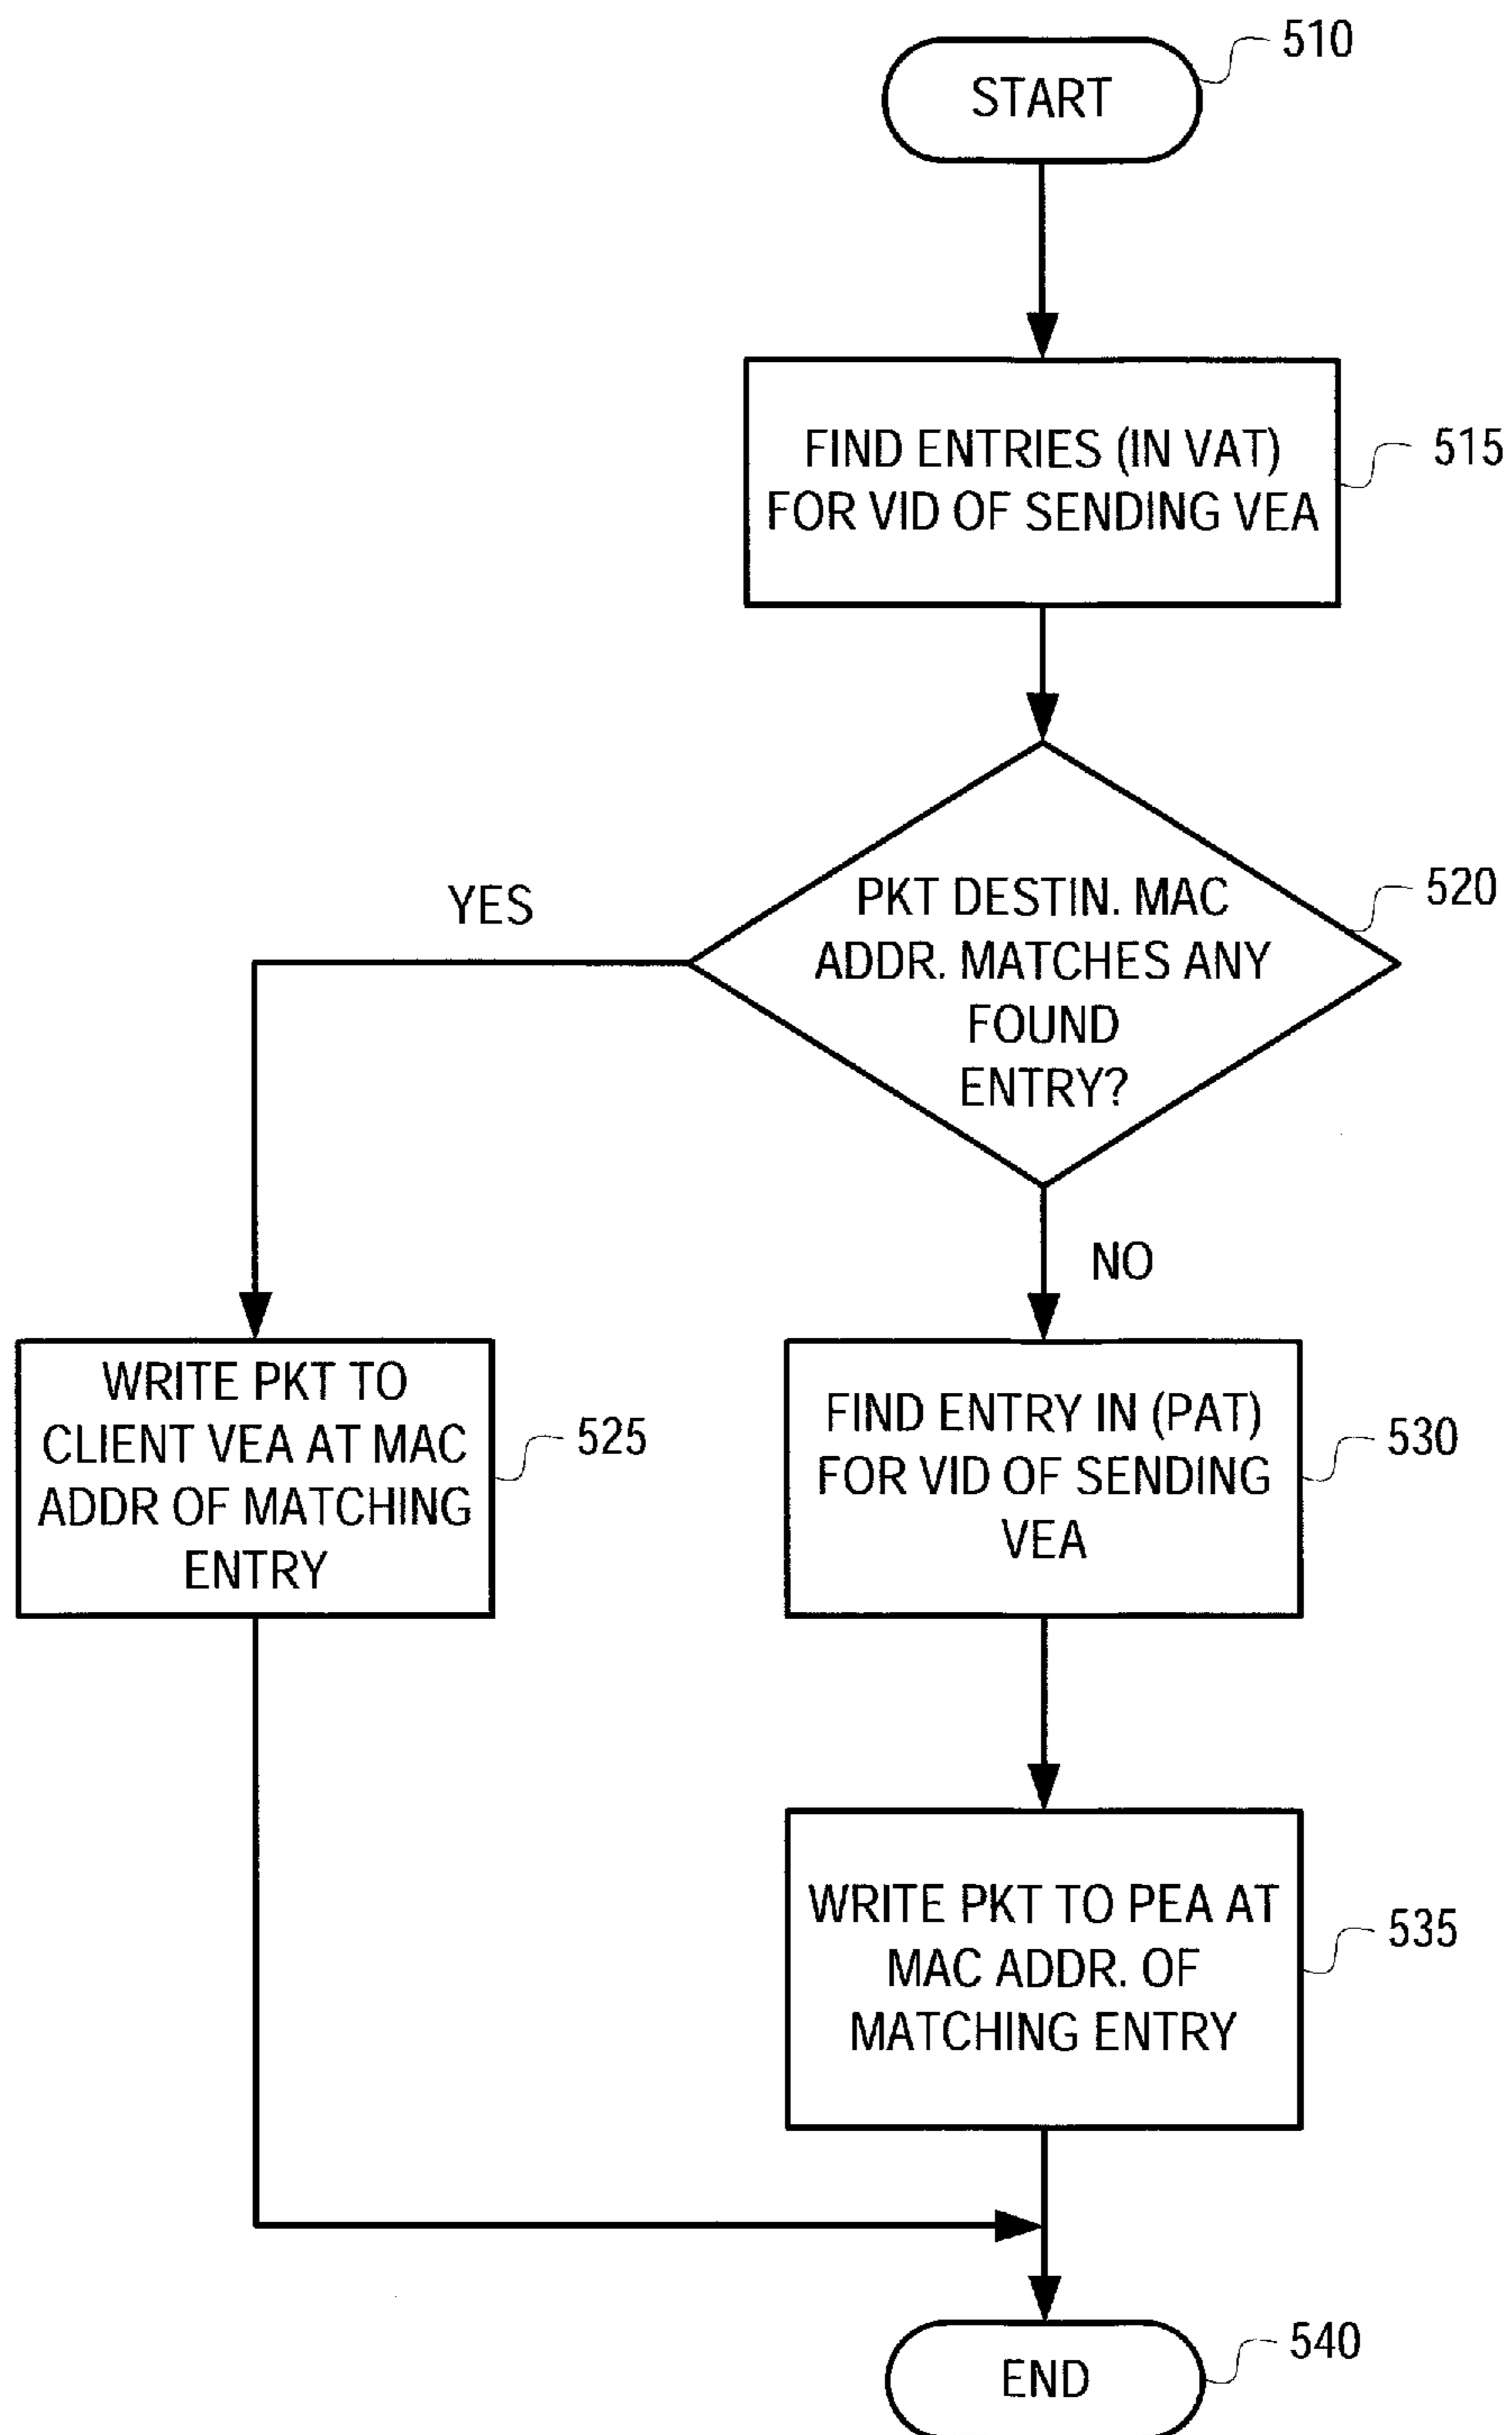 510
START
FIND ENTRIES (IN VAT)
FOR VID OF SENDING VEA
515
PKT DESTIN. MAC
ADDR. MATCHES ANY
FOUND
ENTRY?
520
YES
NO
WRITE PKT TO
CLIENT VEA AT MAC
ADDR OF MATCHING
ENTRY
525
FIND ENTRY IN (PAT)
FOR VID OF SENDING
VEA
530
WRITE PKT TO PEA AT
MAC ADDR. OF
MATCHING ENTRY
535
END
540